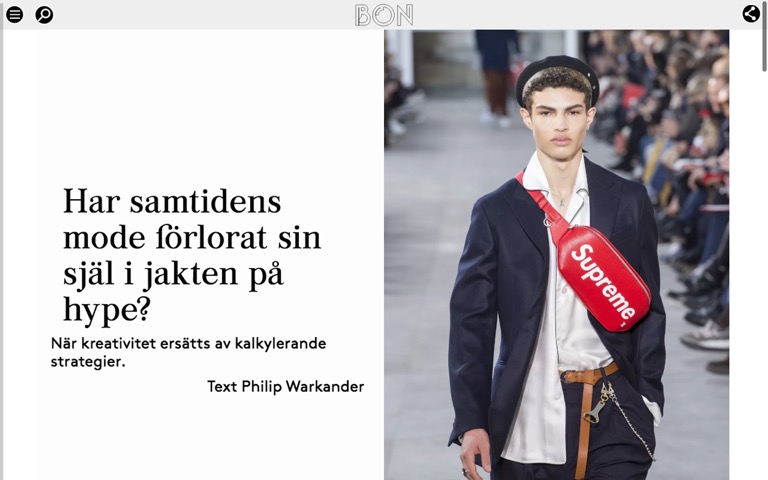 BON
Har samtidens
mode förlorat sin
själ i jakten på
hype?
När kreativitet ersätts av kalkylerande
strategier.
Text Philip Warkander
Supreme